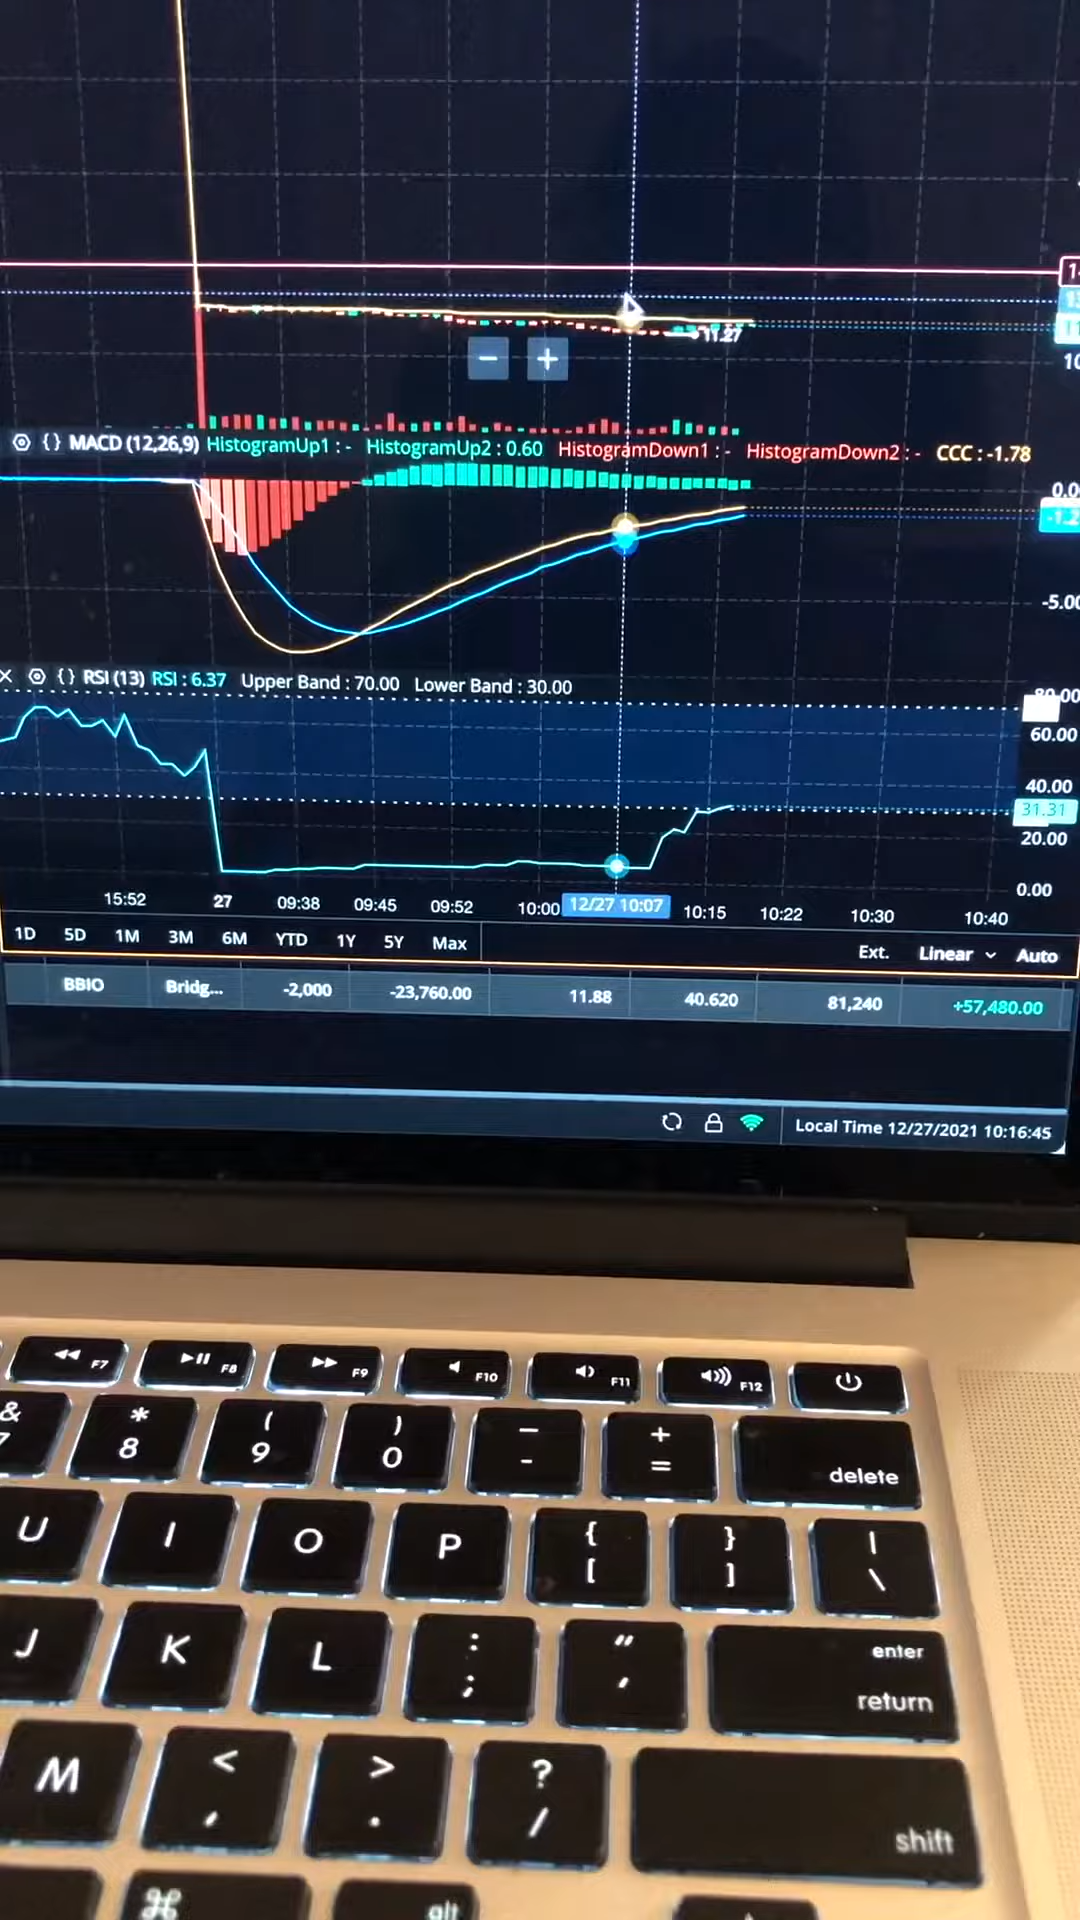 11.27
MACD (12,26,9) HistogramUp1 : - HistogramUp2 : 0.60 HistogramDown1 : - HistogramDown2 : - CCC : -1.78
-5.00
RSI (13) RSI : 6.37 Upper Band : 70.00 Lower Band : 30.00
80.00
60.00
40.00
31.31
20.00
0.00
15:52 27 09:38 09:45 09:52 10:00 12/27 10:07 10:15 10:22 10:30 10:40
1D 5D 1M 3M 6M YTD 1Y 5Y Max Ext. Linear Auto
BBIO Bridg... -2,000 -23,760.00 11.88 40.620 81,240 +57,480.00
Local Time 12/27/2021 10:16:45
F7 F8 F9 F10 F11 F12
& * ( ) – +
7 8 9 0 - =
delete
U I O P { [ } ] | \
J K L : ; " ' enter
return
M < , > . ? / shift
⌘ alt